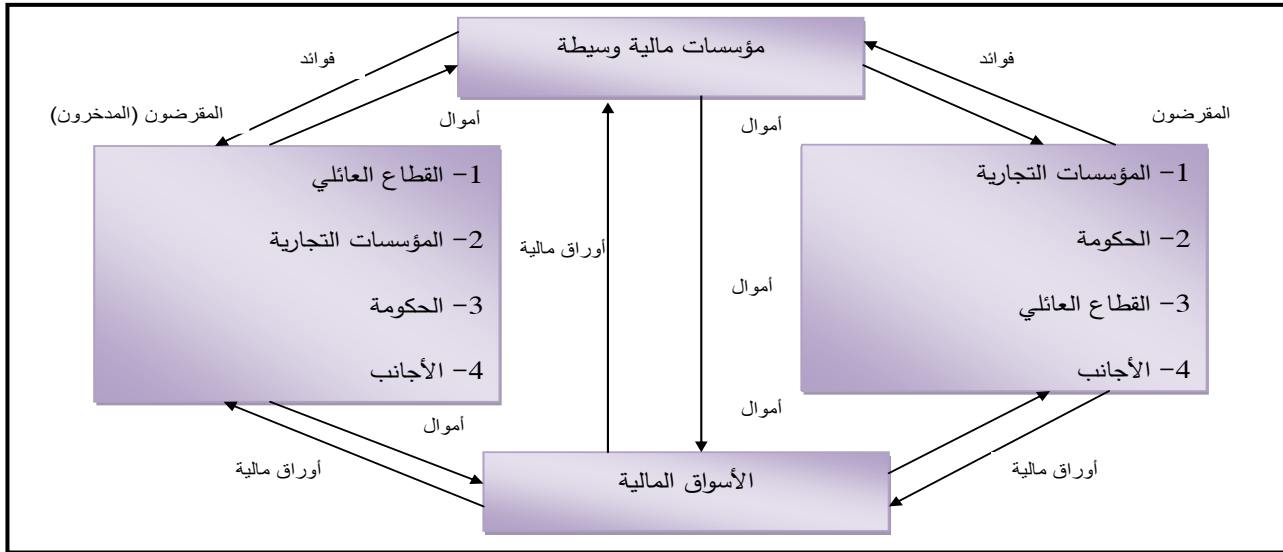 مؤسسات مالية وسيطة
فوائد
فوائد
المقرضون
المقرضون (المدخرون)
أموال
أموال
1- المؤسسات التجارية
2- الحكومة
3- القطاع العائلي
4- الأجانب
1- القطاع العائلي
2- المؤسسات التجارية
3- الحكومة
4- الأجانب
أوراق مالية
أموال
أموال
أموال
أوراق مالية
أوراق مالية
الأسواق المالية